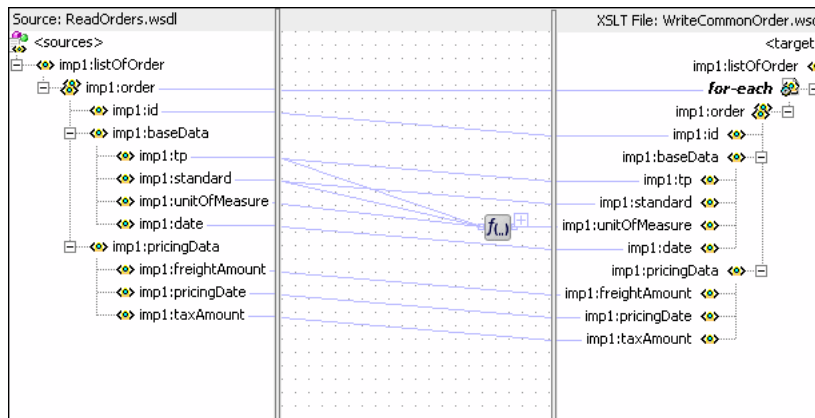 Source: ReadOrders.wsdl
<sources>
imp1:listOfOrder
imp1:order
imp1:id
imp1:baseData
imp1:tp
imp1:standard
imp1:unitOfMeasure
imp1:date
imp1:pricingData
imp1:freightAmount
imp1:pricingDate
imp1:taxAmount
f(..)
XSLT File: WriteCommonOrder.wsd
<target
imp1:listOfOrder
for-each
imp1:order
imp1:id
imp1:baseData
imp1:tp
imp1:standard
imp1:unitOfMeasure
imp1:date
imp1:pricingData
imp1:freightAmount
imp1:pricingDate
imp1:taxAmount